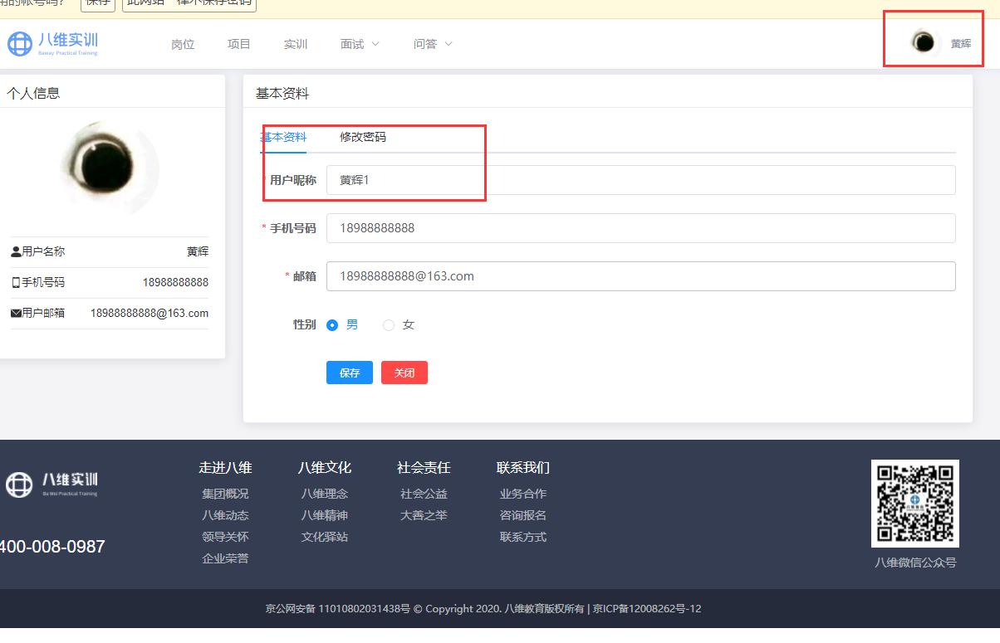 用的帐号吗？ 保存 此网站一律不保存密码
八维实训
Baway Practical Training
岗位 项目 实训 面试 问答 黄辉
个人信息
用户名称 黄辉
手机号码 18988888888
用户邮箱 18988888888@163.com
基本资料
基本资料 修改密码
* 用户昵称 黄辉1
* 手机号码 18988888888
* 邮箱 18988888888@163.com
性别 男 女
保存 关闭
八维实训
Ba Wei Practical Training
400-008-0987
走进八维
集团概况
八维动态
领导关怀
企业荣誉
八维文化
八维理念
八维精神
文化驿站
社会责任
社会公益
大善之举
联系我们
业务合作
咨询报名
联系方式
八维微信公众号
京公网安备 11010802031438号 © Copyright 2020. 八维教育版权所有 | 京ICP备12008262号-12